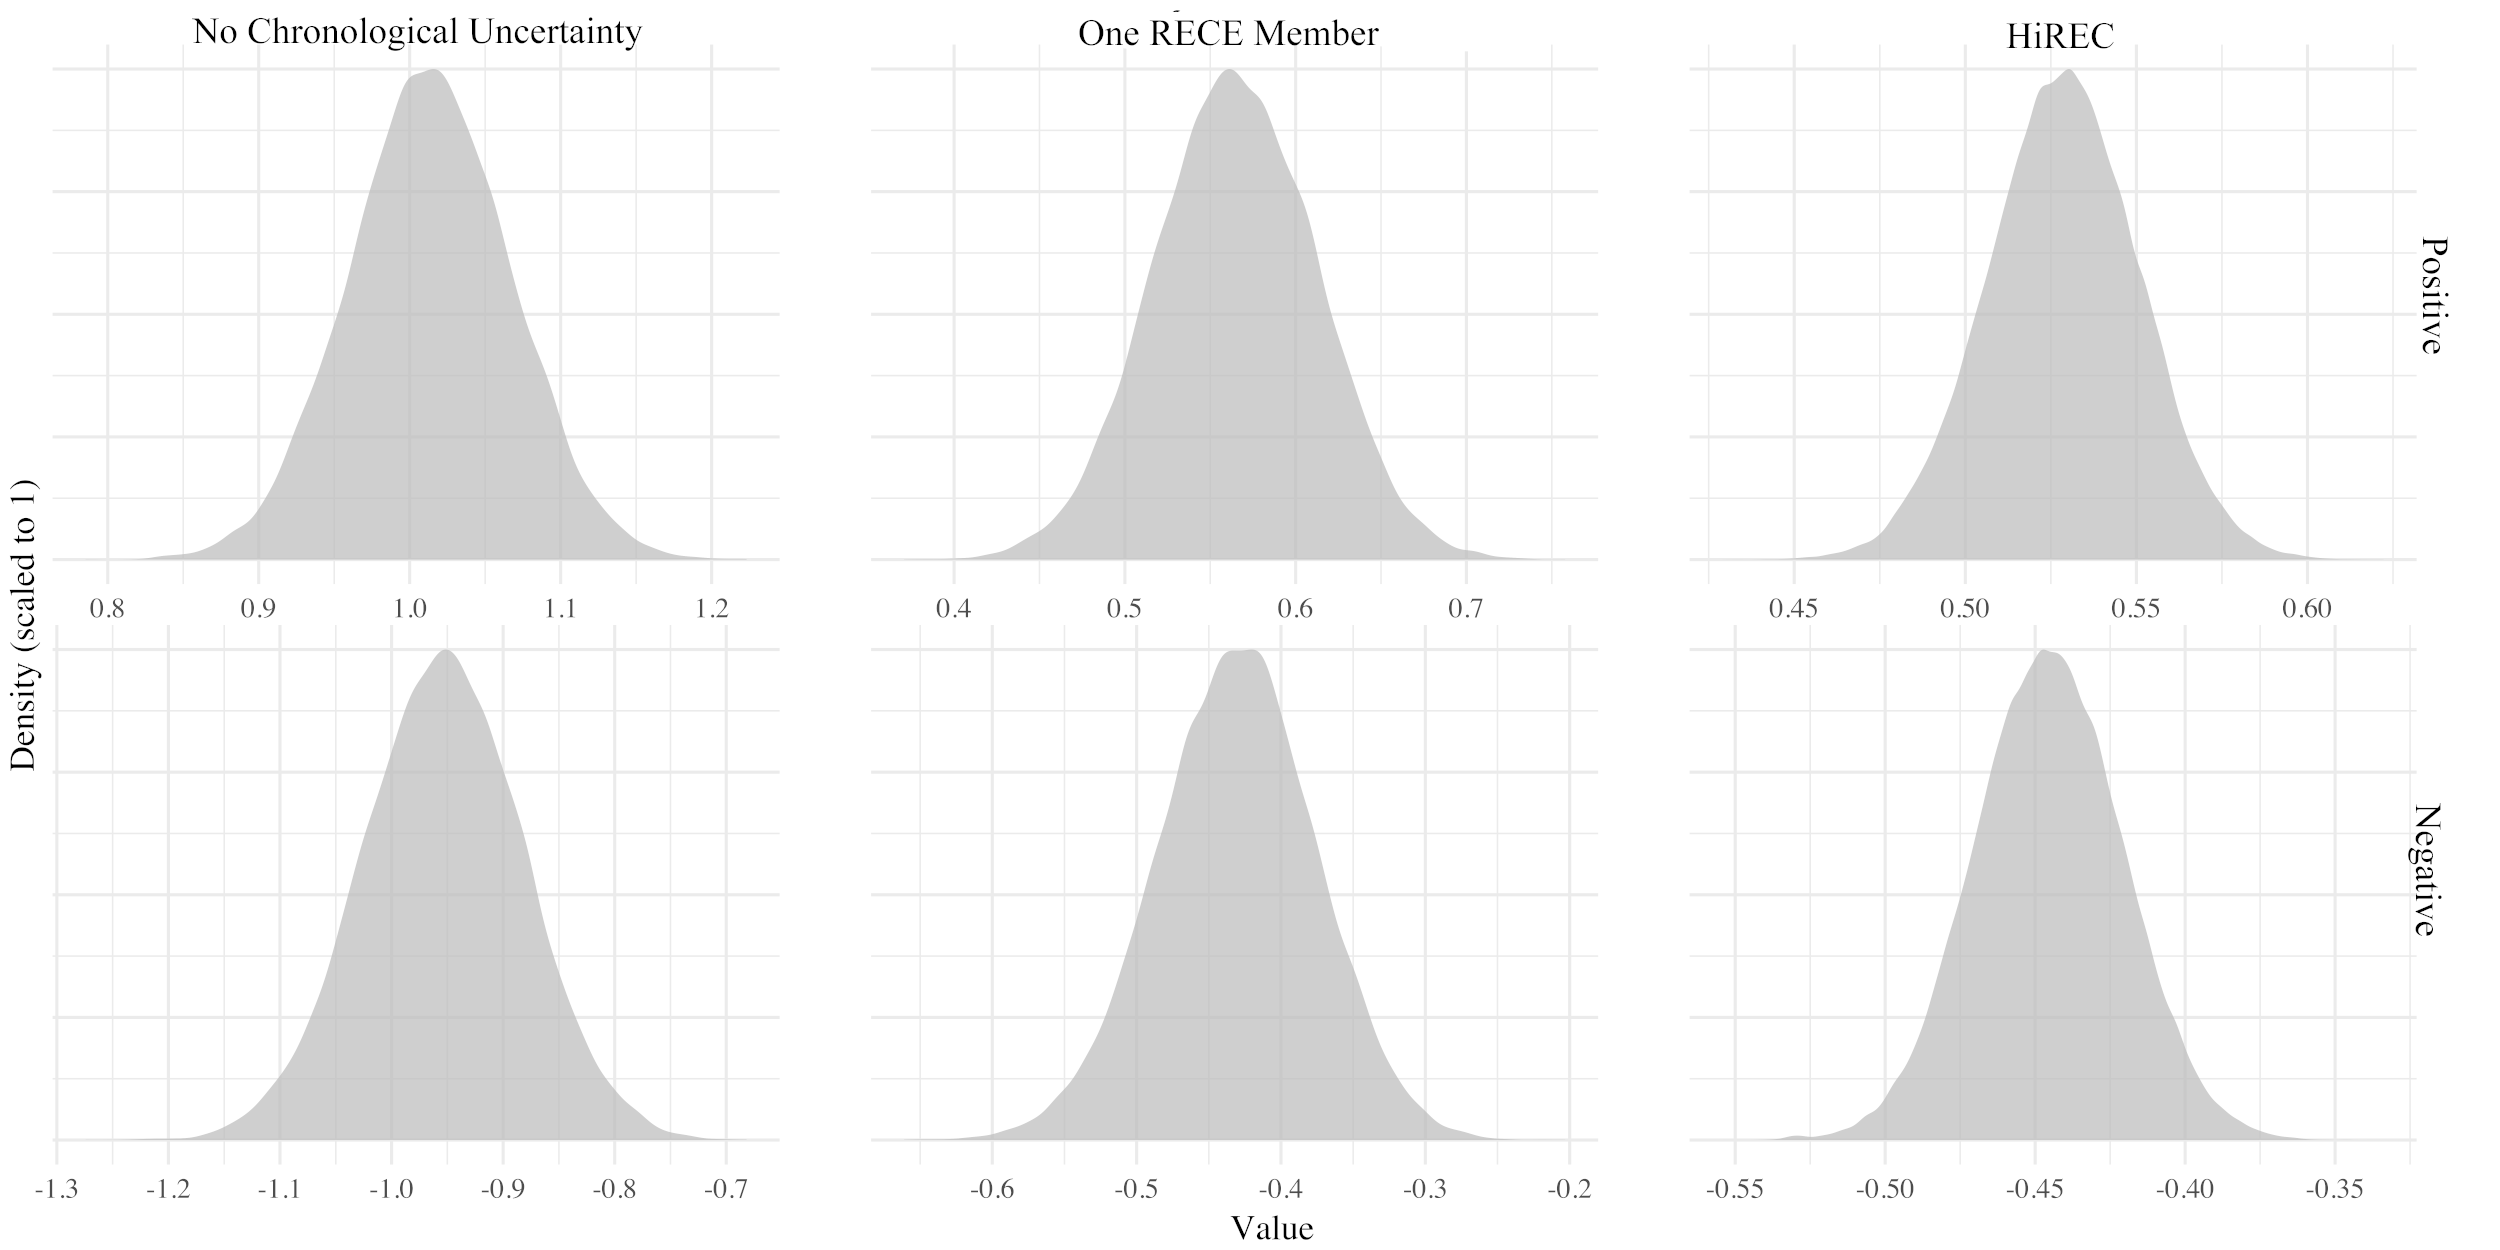 No Chronological Uncertainty
One RECE Member
HiREC
Positive
0.8 0.9 1.0 1.1 1.2
0.4 0.5 0.6 0.7
0.45 0.50 0.55 0.60
Density (scaled to 1)
Negative
-1.3 -1.2 -1.1 -1.0 -0.9 -0.8 -0.7
-0.6 -0.5 -0.4 -0.3 -0.2
-0.55 -0.50 -0.45 -0.40 -0.35
Value